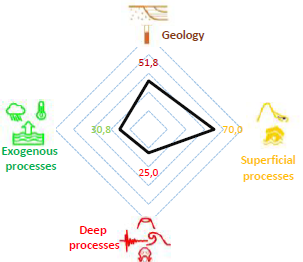 Geology
51,8
30,8
70,0
Exogenous
processes
Superficial
processes
25,0
Deep
processes